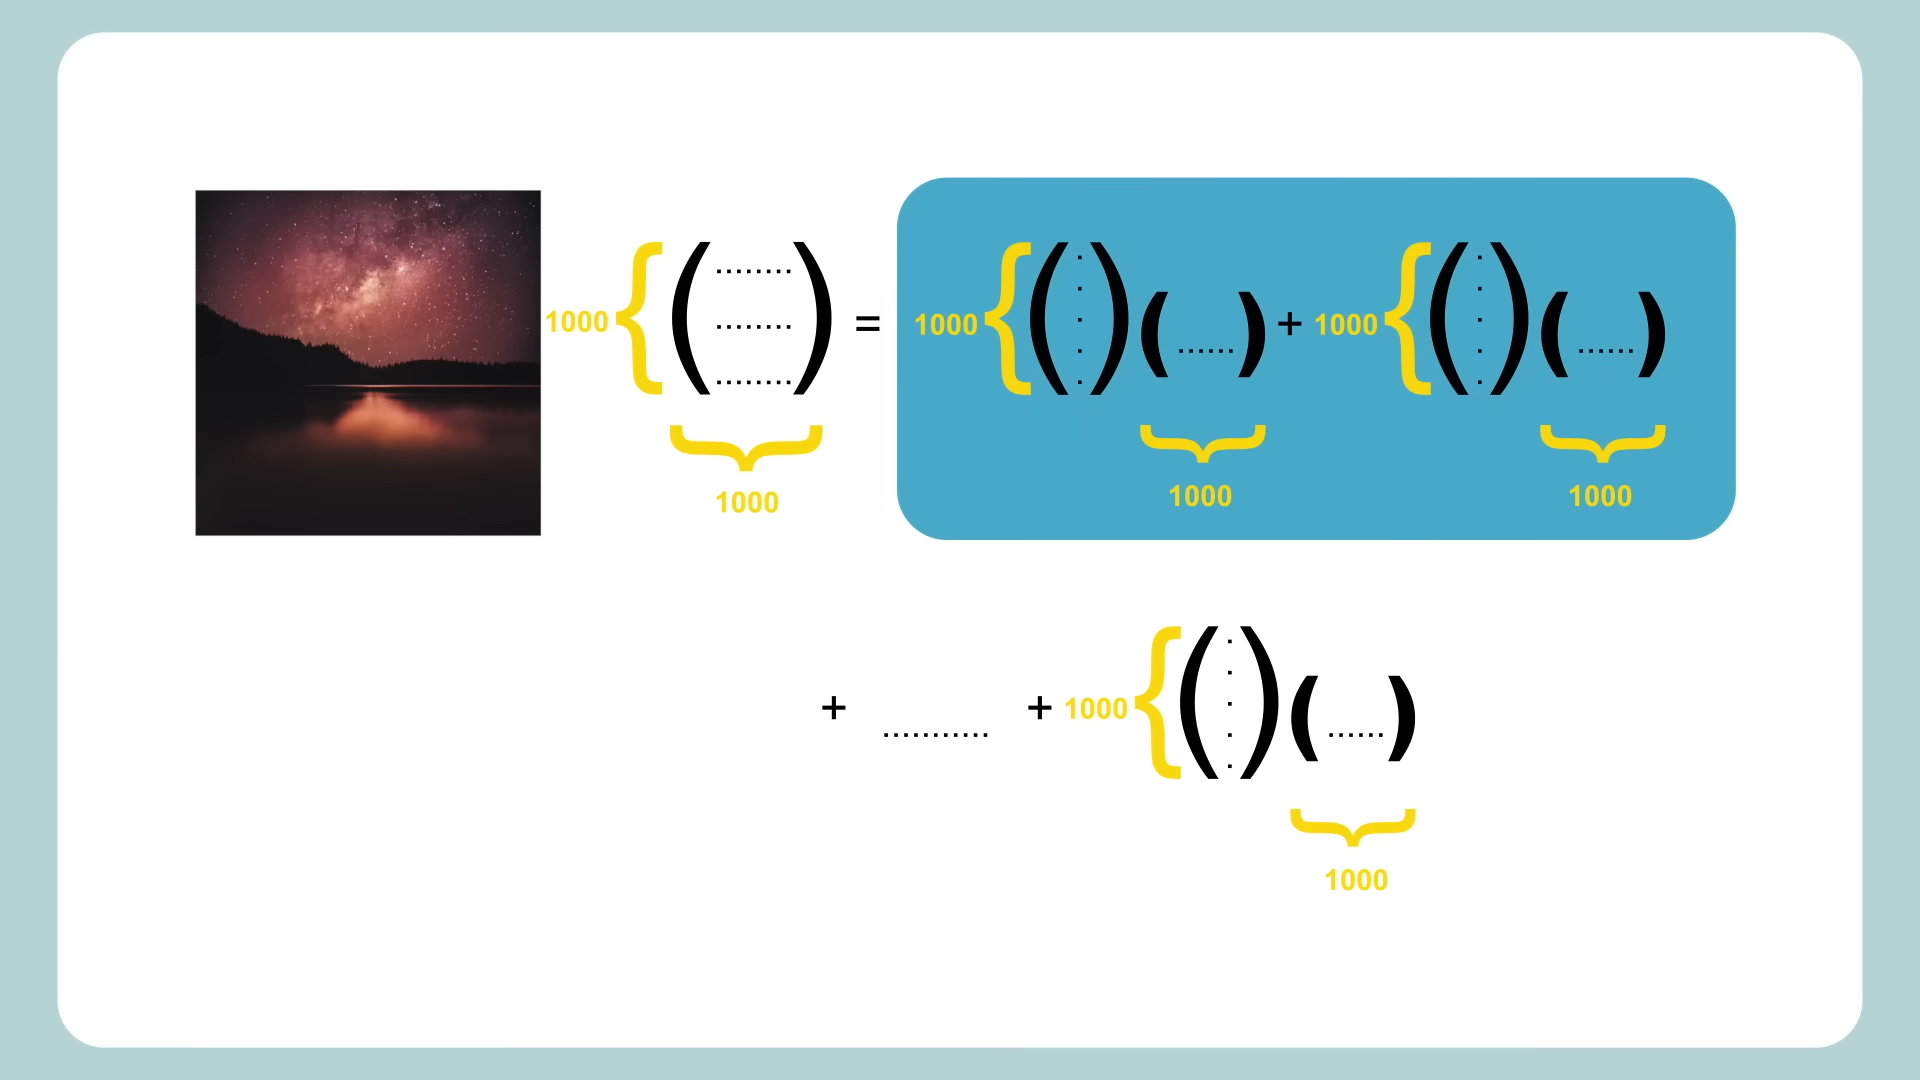 1000 { ( ........ ........ ........ ) = 1000 { ( . . . . . ) ( ...... ) + 1000 { ( . . . . . ) ( ...... )
1000 1000 1000
+ ........... + 1000 { ( . . . . . ) ( ...... )
1000